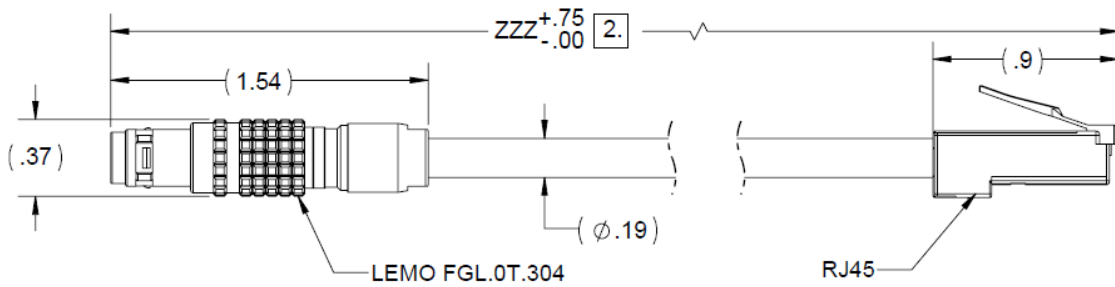 ZZZ +.75 -.00 2.
(1.54)
(.9)
(.37)
(⌀.19)
LEMO FGL.0T.304
RJ45